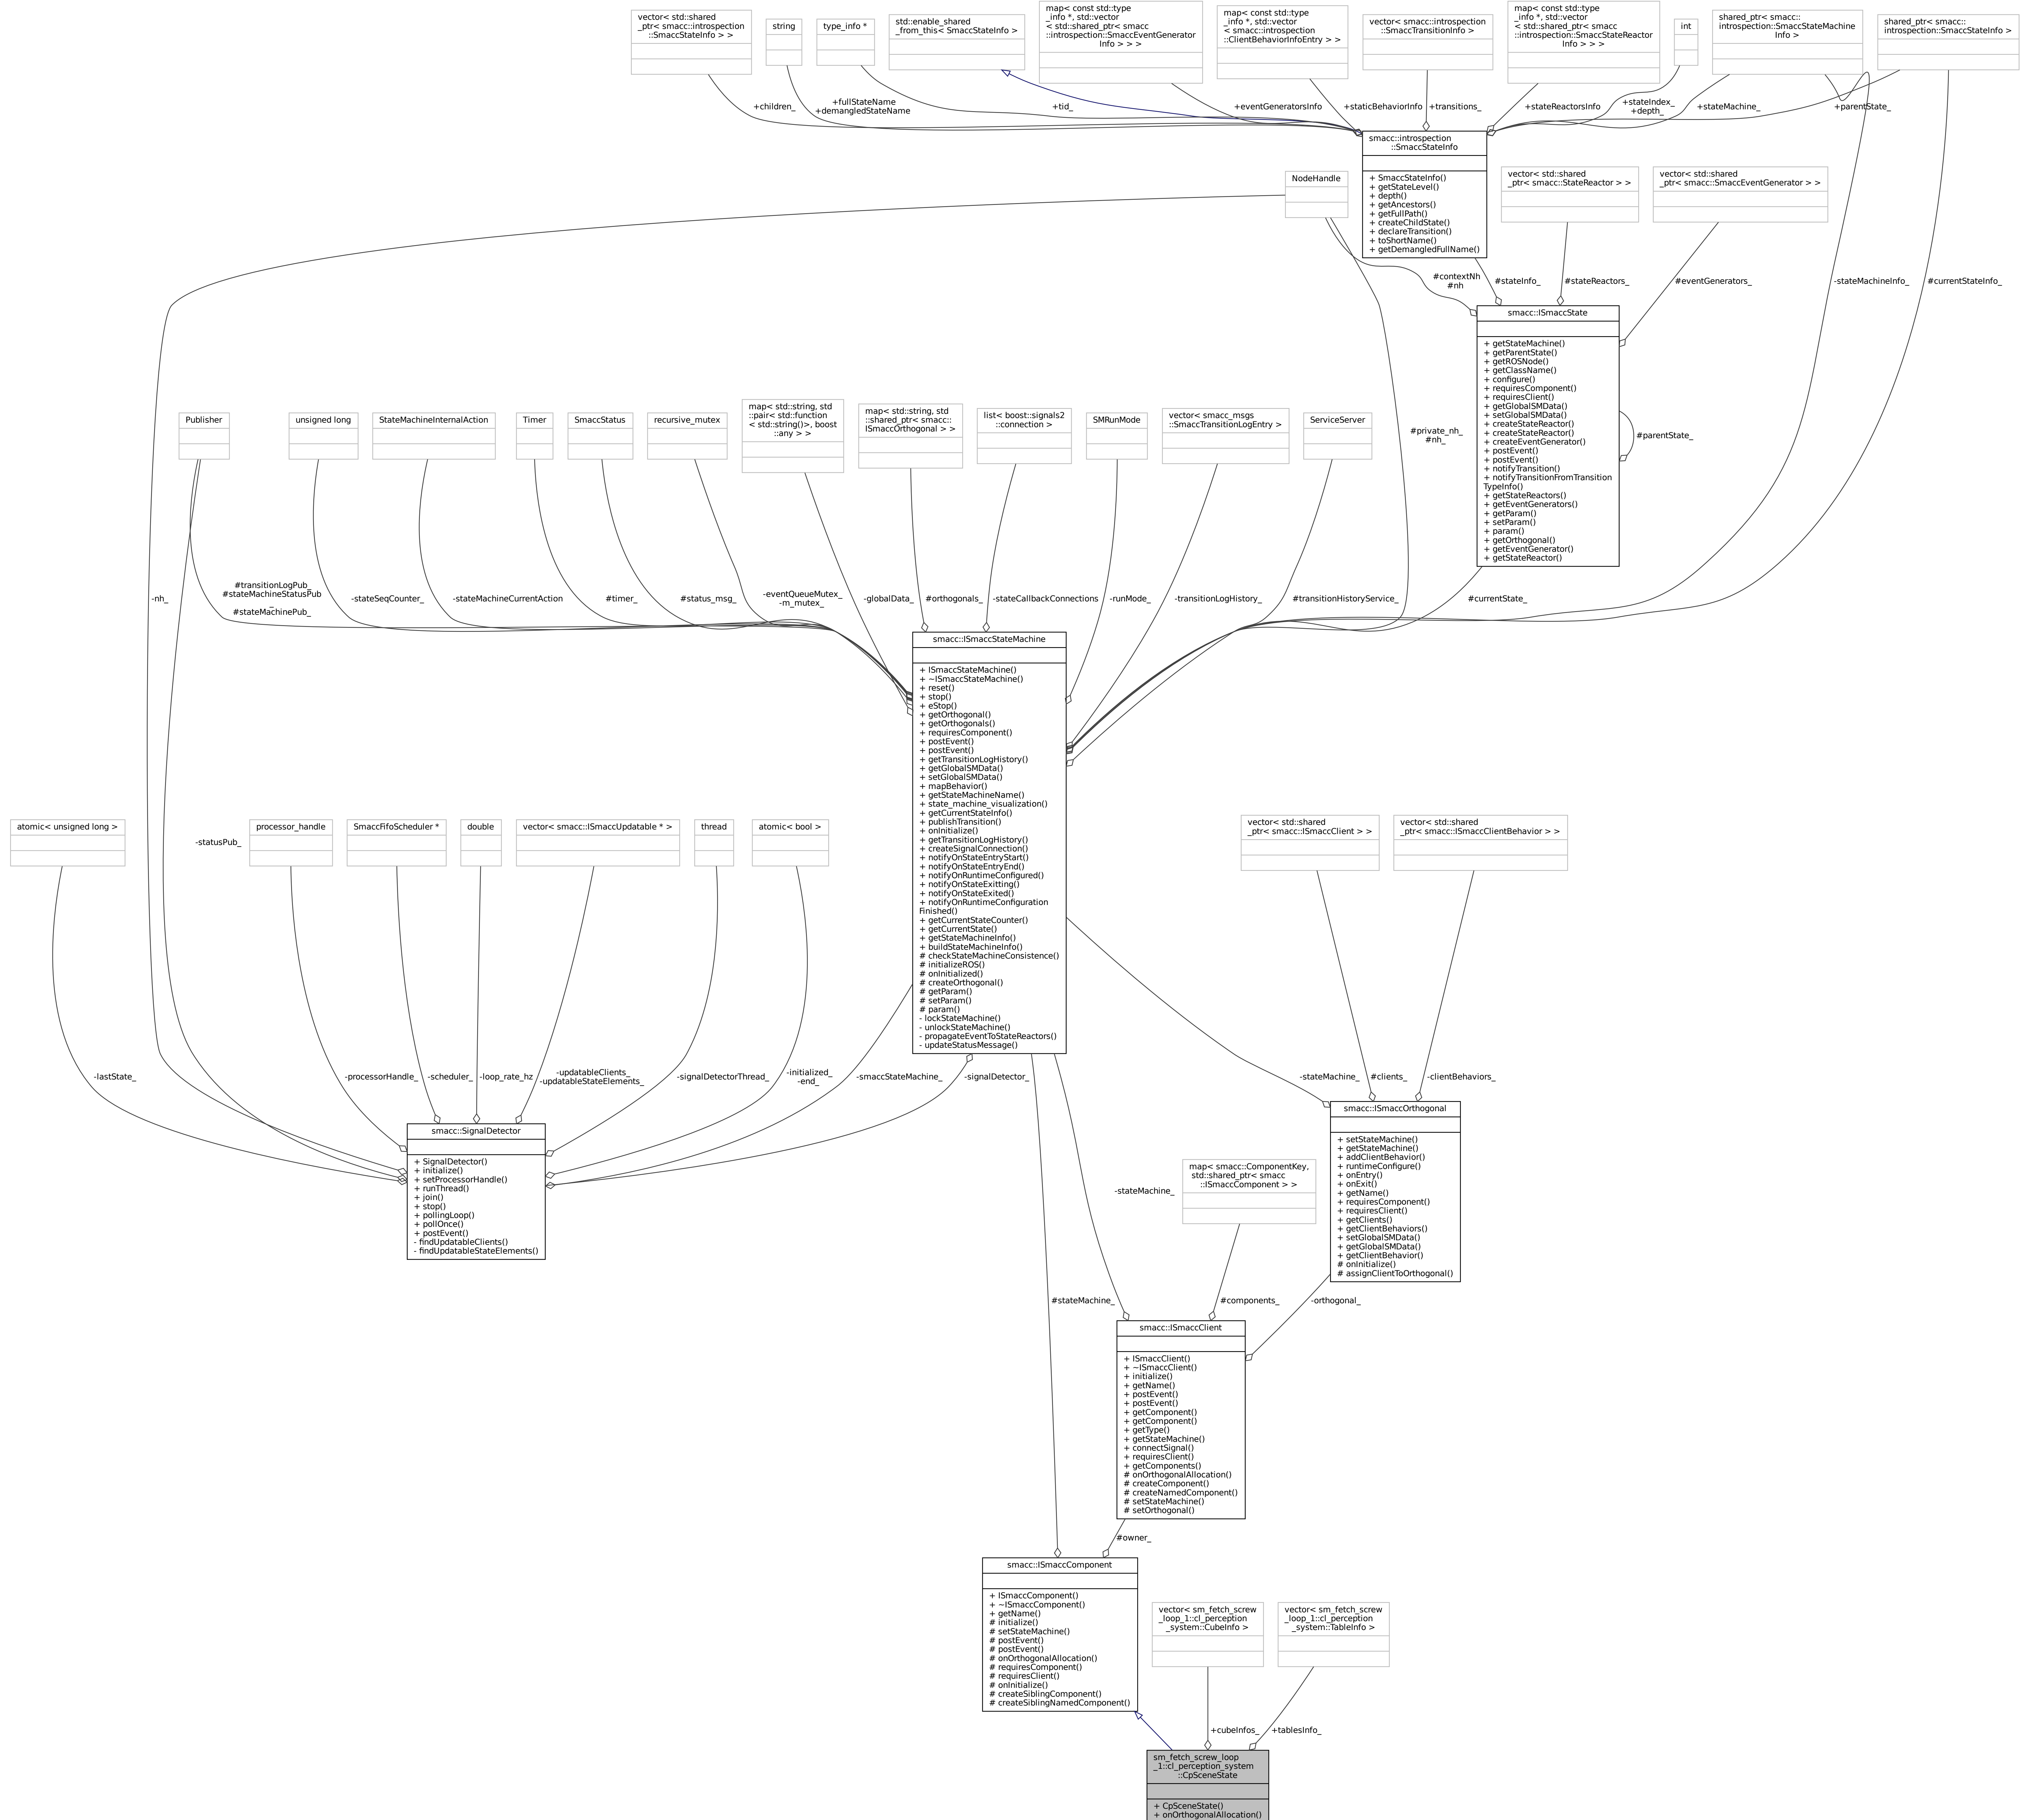 vector< std::shared
_ptr< smacc::introspection
::SmaccStateInfo > >
string
type_info *
std::enable_shared
_from_this< SmaccStateInfo >
map< const std::type
_info *, std::vector
< std::shared_ptr< smacc
::introspection::SmaccEventGenerator
Info > > >
map< const std::type
_info *, std::vector
< smacc::introspection
::ClientBehaviorInfoEntry > >
vector< smacc::introspection
::SmaccTransitionInfo >
map< const std::type
_info *, std::vector
< std::shared_ptr< smacc
::introspection::SmaccStateReactor
Info > > >
int
shared_ptr< smacc::
introspection::SmaccStateMachine
Info >
shared_ptr< smacc::
introspection::SmaccStateInfo >
+children_
+fullStateName
+demangledStateName
+tid_
+eventGeneratorsInfo
+staticBehaviorInfo
+transitions_
+stateReactorsInfo
+stateIndex_
+depth_
+stateMachine_
+parentState_
smacc::introspection
::SmaccStateInfo
+ SmaccStateInfo()
+ getStateLevel()
+ depth()
+ getAncestors()
+ getFullPath()
+ createChildState()
+ declareTransition()
+ toShortName()
+ getDemangledFullName()
NodeHandle
vector< std::shared
_ptr< smacc::StateReactor > >
vector< std::shared
_ptr< smacc::SmaccEventGenerator > >
#contextNh
#nh
#stateInfo_
#stateReactors_
#eventGenerators_
-stateMachineInfo_
#currentStateInfo_
smacc::ISmaccState
+ getStateMachine()
+ getParentState()
+ getROSNode()
+ getClassName()
+ configure()
+ requiresComponent()
+ requiresClient()
+ getGlobalSMData()
+ setGlobalSMData()
+ createStateReactor()
+ createStateReactor()
+ createEventGenerator()
+ postEvent()
+ postEvent()
+ notifyTransition()
+ notifyTransitionFromTransition
TypeInfo()
+ getStateReactors()
+ getEventGenerators()
+ getParam()
+ setParam()
+ param()
+ getOrthogonal()
+ getEventGenerator()
+ getStateReactor()
#parentState_
Publisher
unsigned long
StateMachineInternalAction
Timer
SmaccStatus
recursive_mutex
map< std::string, std
::pair< std::function
< std::string()>, boost
::any > >
map< std::string, std
::shared_ptr< smacc::
ISmaccOrthogonal > >
list< boost::signals2
::connection >
SMRunMode
vector< smacc_msgs
::SmaccTransitionLogEntry >
ServiceServer
#private_nh_
#nh_
-nh_
#transitionLogPub_
#stateMachineStatusPub
_
#stateMachinePub_
-stateSeqCounter_
-stateMachineCurrentAction
#timer_
#status_msg_
-eventQueueMutex_
-m_mutex_
-globalData_
#orthogonals_
-stateCallbackConnections
-runMode_
-transitionLogHistory_
#transitionHistoryService_
#currentState_
smacc::ISmaccStateMachine
+ ISmaccStateMachine()
+ ~ISmaccStateMachine()
+ reset()
+ stop()
+ eStop()
+ getOrthogonal()
+ getOrthogonals()
+ requiresComponent()
+ postEvent()
+ postEvent()
+ getTransitionLogHistory()
+ getGlobalSMData()
+ setGlobalSMData()
+ mapBehavior()
+ getStateMachineName()
+ state_machine_visualization()
+ getCurrentStateInfo()
+ publishTransition()
+ onInitialize()
+ getTransitionLogHistory()
+ createSignalConnection()
+ notifyOnStateEntryStart()
+ notifyOnStateEntryEnd()
+ notifyOnRuntimeConfigured()
+ notifyOnStateExitting()
+ notifyOnStateExited()
+ notifyOnRuntimeConfiguration
Finished()
+ getCurrentStateCounter()
+ getCurrentState()
+ getStateMachineInfo()
+ buildStateMachineInfo()
# checkStateMachineConsistence()
# initializeROS()
# onInitialized()
# createOrthogonal()
# getParam()
# setParam()
# param()
- lockStateMachine()
- unlockStateMachine()
- propagateEventToStateReactors()
- updateStatusMessage()
atomic< unsigned long >
-statusPub_
processor_handle
SmaccFifoScheduler *
double
vector< smacc::ISmaccUpdatable * >
thread
atomic< bool >
vector< std::shared
_ptr< smacc::ISmaccClient > >
vector< std::shared
_ptr< smacc::ISmaccClientBehavior > >
-lastState_
-processorHandle_
-scheduler_
-loop_rate_hz
-updatableClients_
-updatableStateElements_
-signalDetectorThread_
-initialized_
-end_
-smaccStateMachine_
-signalDetector_
-stateMachine_
#clients_
-clientBehaviors_
smacc::SignalDetector
+ SignalDetector()
+ initialize()
+ setProcessorHandle()
+ runThread()
+ join()
+ stop()
+ pollingLoop()
+ pollOnce()
+ postEvent()
- findUpdatableClients()
- findUpdatableStateElements()
smacc::ISmaccOrthogonal
+ setStateMachine()
+ getStateMachine()
+ addClientBehavior()
+ runtimeConfigure()
+ onEntry()
+ onExit()
+ getName()
+ requiresComponent()
+ requiresClient()
+ getClients()
+ getClientBehaviors()
+ setGlobalSMData()
+ getGlobalSMData()
+ getClientBehavior()
# onInitialize()
# assignClientToOrthogonal()
-stateMachine_
map< smacc::ComponentKey,
std::shared_ptr< smacc
::ISmaccComponent > >
#stateMachine_
#components_
-orthogonal_
smacc::ISmaccClient
+ ISmaccClient()
+ ~ISmaccClient()
+ initialize()
+ getName()
+ postEvent()
+ postEvent()
+ getComponent()
+ getComponent()
+ getType()
+ getStateMachine()
+ connectSignal()
+ requiresClient()
+ getComponents()
# onOrthogonalAllocation()
# createComponent()
# createNamedComponent()
# setStateMachine()
# setOrthogonal()
#owner_
smacc::ISmaccComponent
+ ISmaccComponent()
+ ~ISmaccComponent()
+ getName()
# initialize()
# setStateMachine()
# postEvent()
# postEvent()
# onOrthogonalAllocation()
# requiresComponent()
# requiresClient()
# onInitialize()
# createSiblingComponent()
# createSiblingNamedComponent()
vector< sm_fetch_screw
_loop_1::cl_perception
_system::CubeInfo >
vector< sm_fetch_screw
_loop_1::cl_perception
_system::TableInfo >
+cubeInfos_
+tablesInfo_
sm_fetch_screw_loop
_1::cl_perception_system
::CpSceneState
+ CpSceneState()
+ onOrthogonalAllocation()